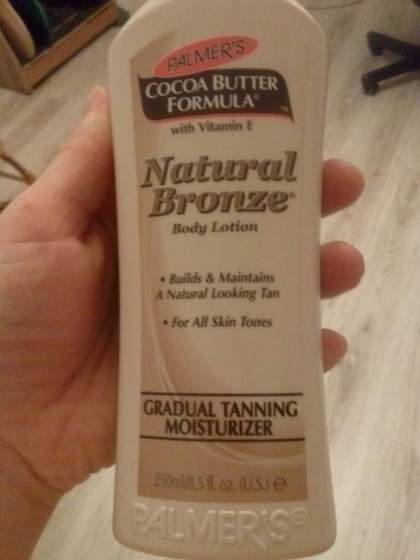 PALMER'S
COCOA BUTTER
FORMULA®
with Vitamin E
Natural
Bronze®
Body Lotion
• Builds & Maintains
A Natural Looking Tan
• For All Skin Tones
GRADUAL TANNING
MOISTURIZER
250ml/8.5 fl. oz. (U.S.) e
PALMER'S®